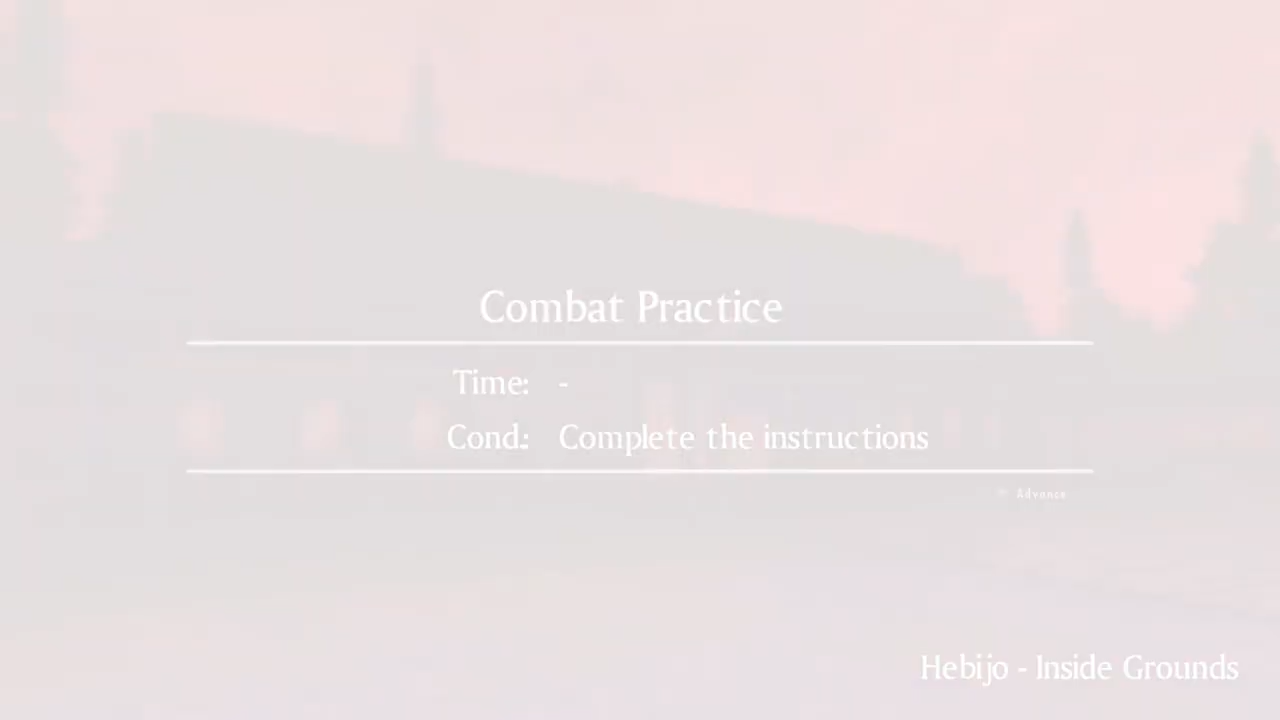 Combat Practice
Time: -
Cond.: Complete the instructions
Advance
Hebijo - Inside Grounds